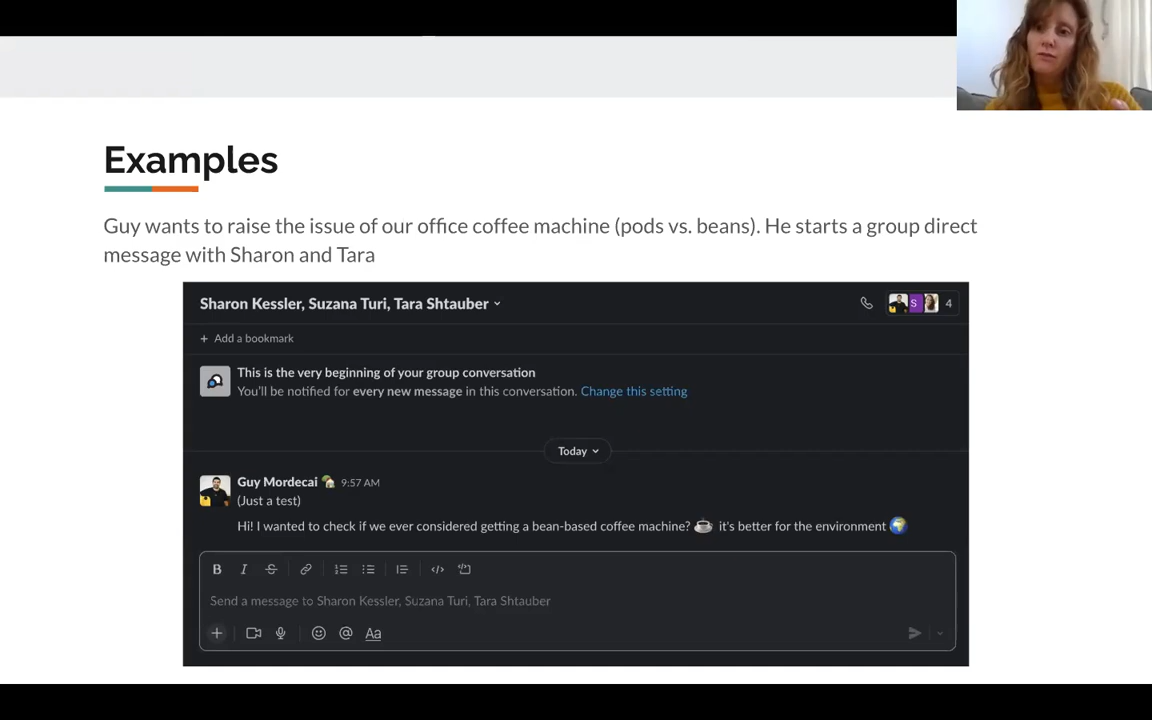 Examples
Guy wants to raise the issue of our office coffee machine (pods vs. beans). He starts a group direct
message with Sharon and Tara
Sharon Kessler, Suzana Turi, Tara Shtauber
S 4
+ Add a bookmark
This is the very beginning of your group conversation
You'll be notified for every new message in this conversation. Change this setting
Today
Guy Mordecai 9:57 AM
(Just a test)
Hi! I wanted to check if we ever considered getting a bean-based coffee machine? it's better for the environment
B I S
Send a message to Sharon Kessler, Suzana Turi, Tara Shtauber
+ @ Aa